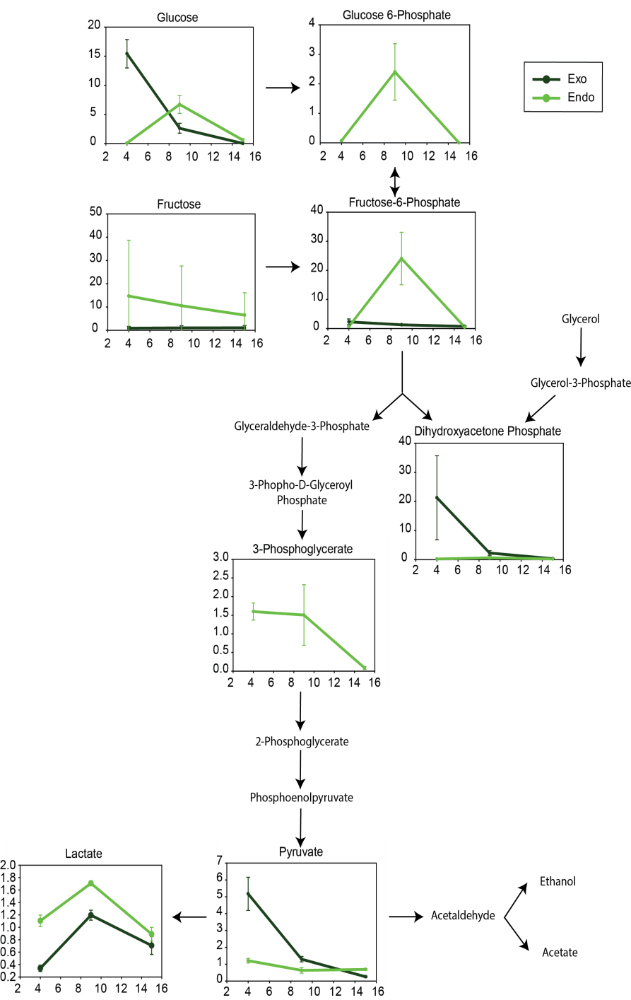 Glucose
20
15
10
5
0
2 4 6 8 10 12 14 16
Glucose 6-Phosphate
4
3
2
1
0
2 4 6 8 10 12 14 16
Exo
Endo
Fructose
50
40
30
20
10
0
2 4 6 8 10 12 14 16
Fructose-6-Phosphate
40
30
20
10
0
2 4 6 8 10 12 14 16
Glycerol
Glycerol-3-Phosphate
Glyceraldehyde-3-Phosphate
Dihydroxyacetone Phosphate
40
30
20
10
0
2 4 6 8 10 12 14 16
3-Phopho-D-Glyceroyl
Phosphate
3-Phosphoglycerate
3.0
2.5
2.0
1.5
1.0
0.5
0.0
2 4 6 8 10 12 14 16
2-Phosphoglycerate
Phosphoenolpyruvate
Lactate
2.0
1.8
1.6
1.4
1.2
1.0
0.8
0.6
0.4
0.2
2 4 6 8 10 12 14 16
Pyruvate
7
6
5
4
3
2
1
0
2 4 6 8 10 12 14 16
Acetaldehyde
Ethanol
Acetate